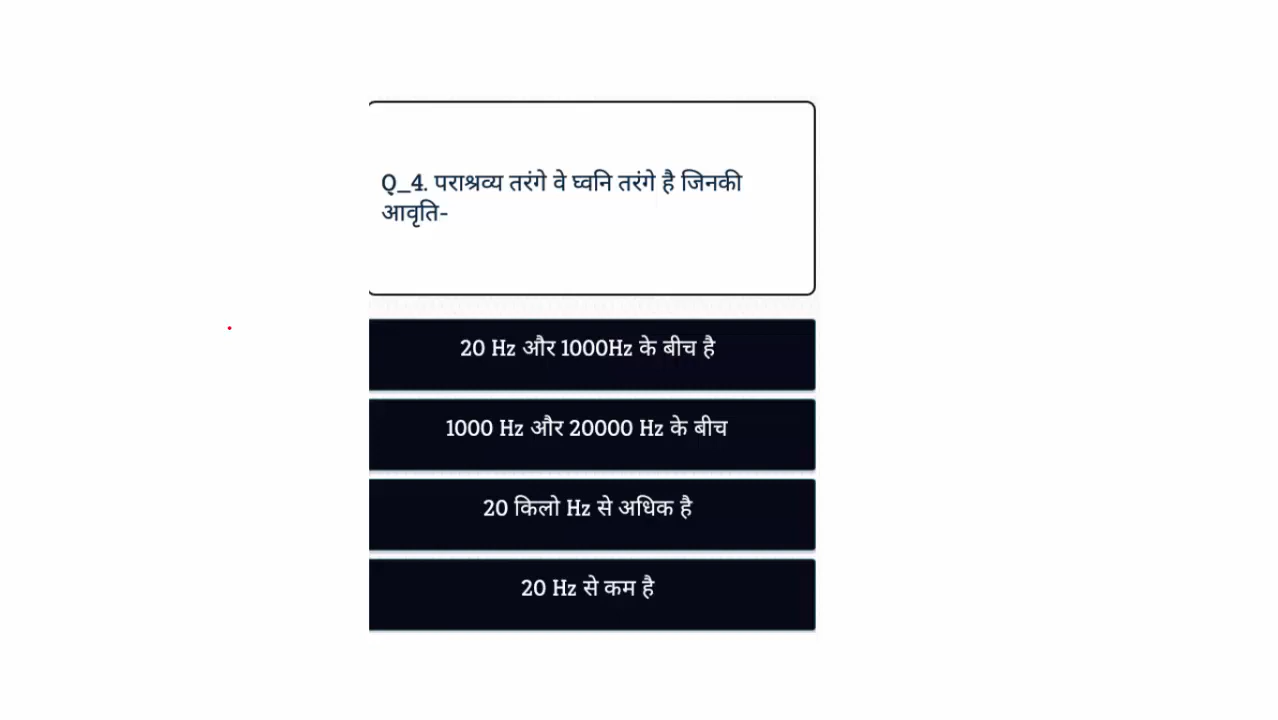 Q_4. पराश्रव्य तरंगे वे घ्वनि तरंगे है जिनकी
आवृति-
20 Hz और 1000Hz के बीच है
1000 Hz और 20000 Hz के बीच
20 किलो Hz से अधिक है
20 Hz से कम है